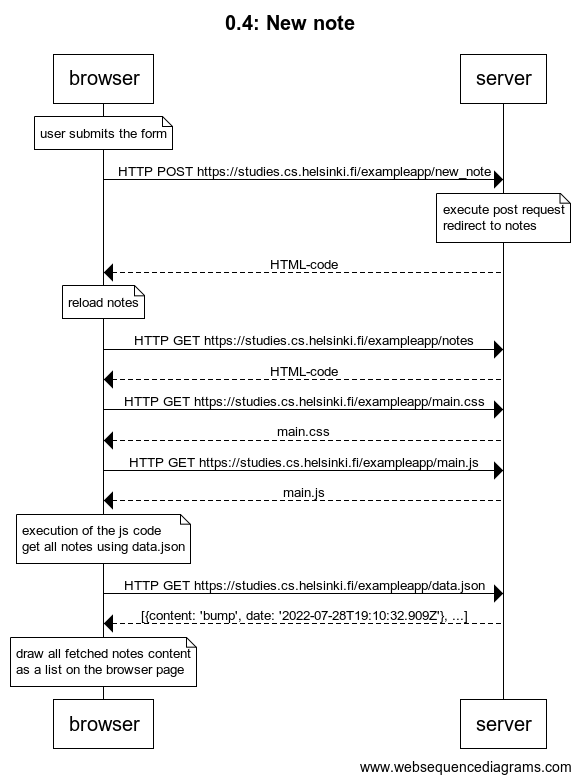 0.4: New note
browser
server
user submits the form
HTTP POST https://studies.cs.helsinki.fi/exampleapp/new_note
execute post request
redirect to notes
HTML-code
reload notes
HTTP GET https://studies.cs.helsinki.fi/exampleapp/notes
HTML-code
HTTP GET https://studies.cs.helsinki.fi/exampleapp/main.css
main.css
HTTP GET https://studies.cs.helsinki.fi/exampleapp/main.js
main.js
execution of the js code
get all notes using data.json
HTTP GET https://studies.cs.helsinki.fi/exampleapp/data.json
[{content: 'bump', date: '2022-07-28T19:10:32.909Z'}, ...]
draw all fetched notes content
as a list on the browser page
browser
server
www.websequencediagrams.com